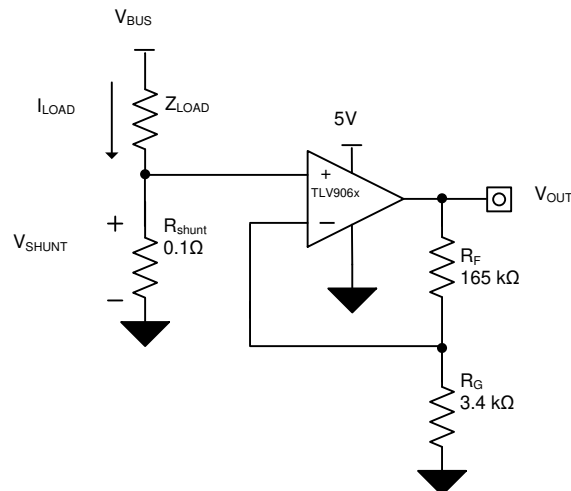 VBUS
ILOAD
ZLOAD
5V
+
TLV906x
−
VOUT
+
VSHUNT
−
Rshunt
0.1Ω
RF
165 kΩ
RG
3.4 kΩ